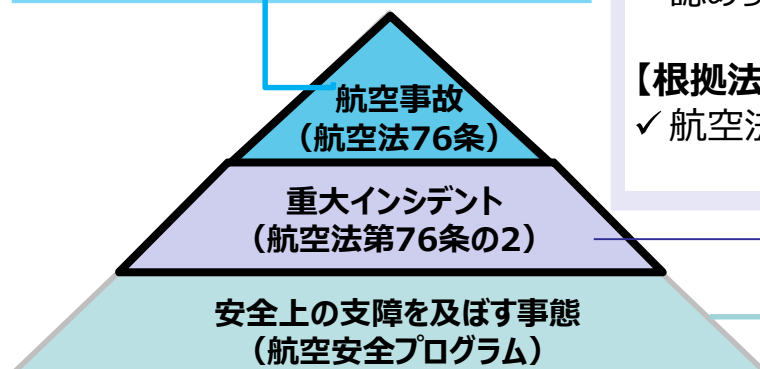 認め
【根拠法
✓航空法
航空事故
（航空法76条）
重大インシデント
（航空法第76条の2）
安全上の支障を及ぼす事態
（航空安全プログラム）